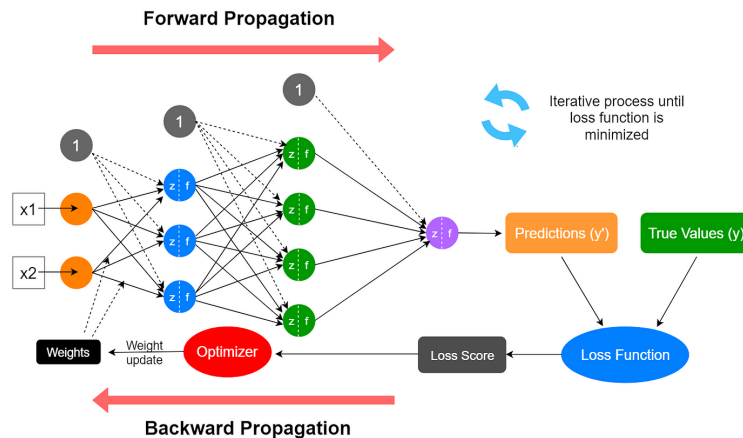 Forward Propagation
1
1
1
Iterative process until
loss function is
minimized
x1
x2
z f
z f
z f
z f
z f
z f
z f
z f
Predictions (y')
True Values (y)
Weights
Weight
update
Optimizer
Loss Score
Loss Function
Backward Propagation